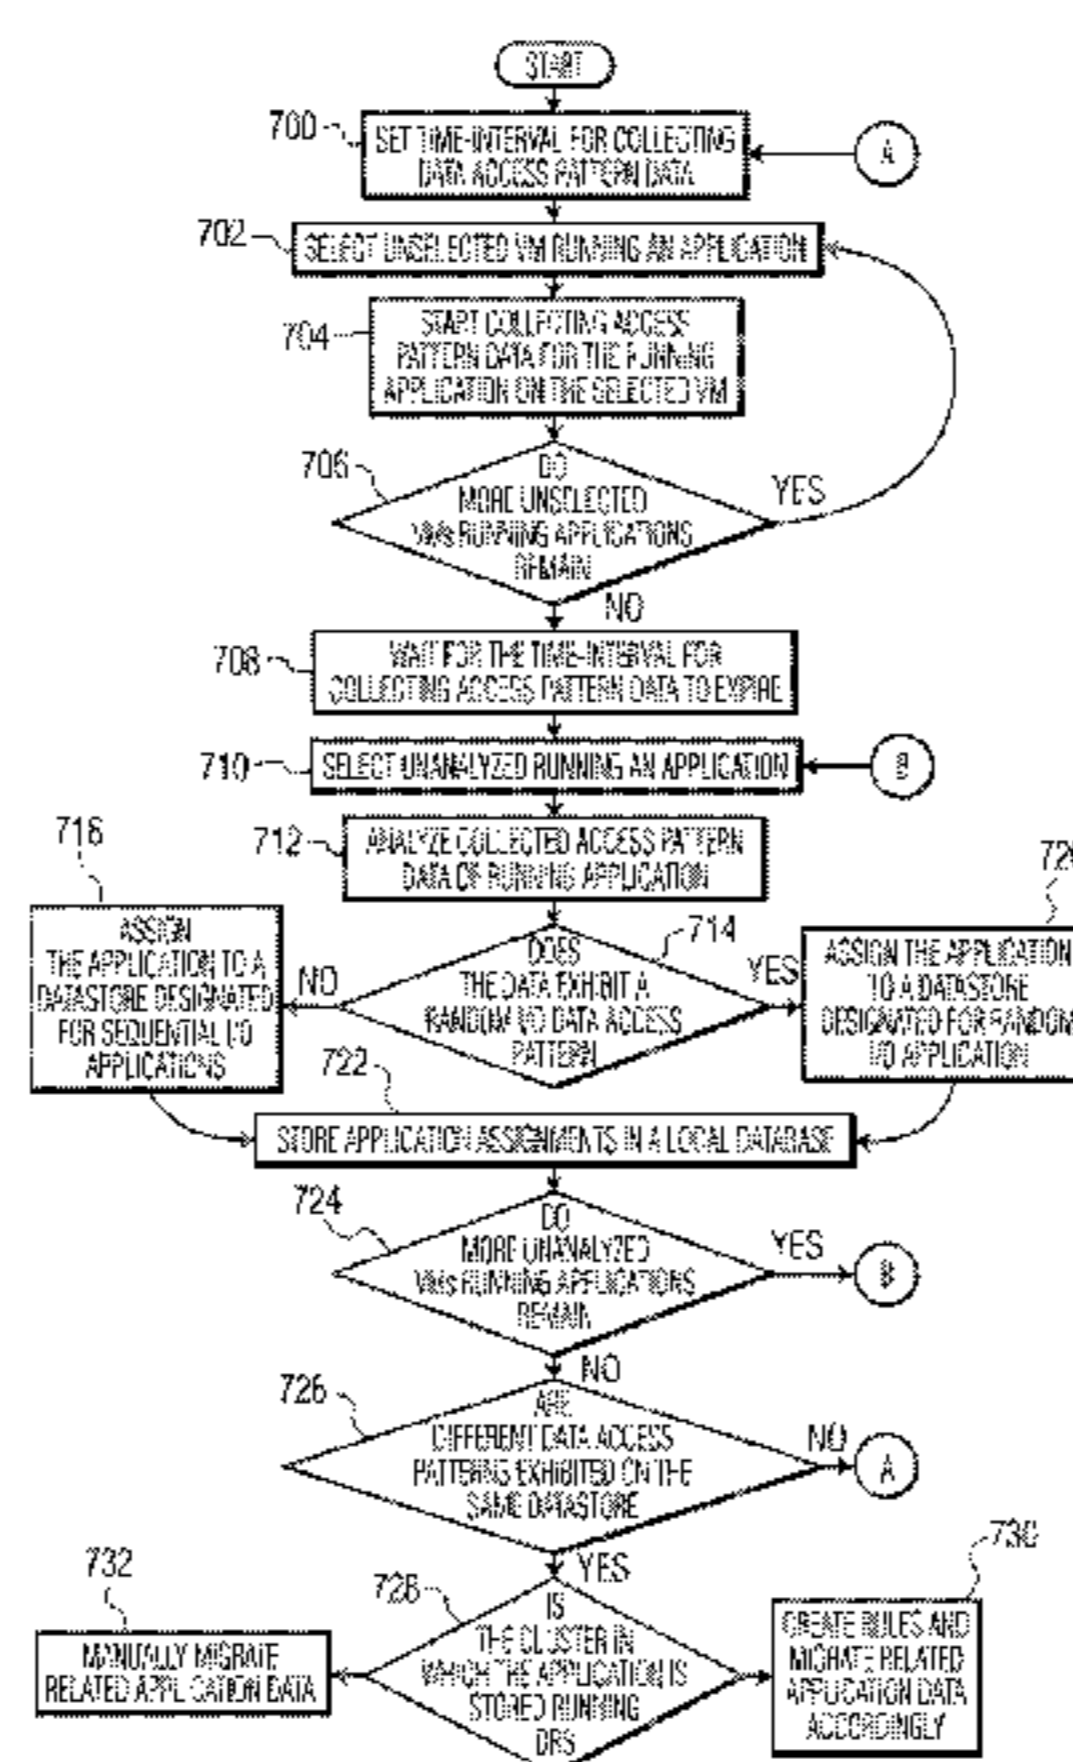 START
700
SET TIME-INTERVAL FOR COLLECTING
DATA ACCESS PATTERN DATA
A
702
SELECT UNSELECTED VM RUNNING AN APPLICATION
704
START COLLECTING ACCESS
PATTERN DATA FOR THE RUNNING
APPLICATION ON THE SELECTED VM
706
DO
MORE UNSELECTED
VMs RUNNING APPLICATIONS
REMAIN
YES
NO
708
WAIT FOR THE TIME-INTERVAL FOR
COLLECTING ACCESS PATTERN DATA TO EXPIRE
710
SELECT UNANALYZED RUNNING AN APPLICATION
B
712
ANALYZE COLLECTED ACCESS PATTERN
DATA OF RUNNING APPLICATION
714
DOES
THE DATA EXHIBIT A
RANDOM I/O DATA ACCESS
PATTERN
NO
YES
716
ASSIGN
THE APPLICATION TO A
DATASTORE DESIGNATED
FOR SEQUENTIAL I/O
APPLICATIONS
ASSIGN THE APPLICATION
TO A DATASTORE
DESIGNATED FOR RANDOM
I/O APPLICATION
722
STORE APPLICATION ASSIGNMENTS IN A LOCAL DATABASE
724
DO
MORE UNANALYZED
VMs RUNNING APPLICATIONS
REMAIN
YES
B
NO
726
ARE
DIFFERENT DATA ACCESS
PATTERNS EXHIBITED ON THE
SAME DATASTORE
NO
A
YES
728
IS
THE CLUSTER IN
WHICH THE APPLICATION IS
STORED RUNNING
DRS
732
MANUALLY MIGRATE
RELATED APPLICATION DATA
730
CREATE RULES AND
MIGRATE RELATED
APPLICATION DATA
ACCORDINGLY